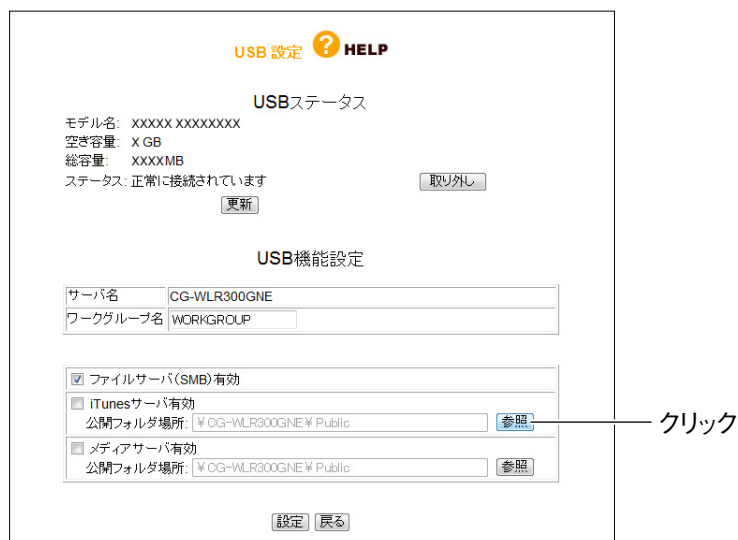 USB 設定 ? HELP
USBステータス
モデル名: XXXXX XXXXXXXX
空き容量: X GB
総容量: XXXXMB
ステータス: 正常に接続されています 取り外し
更新
USB機能設定
サーバ名 CG-WLR300GNE
ワークグループ名 WORKGROUP
ファイルサーバ(SMB)有効
iTunesサーバ有効
公開フォルダ場所: ¥CG-WLR300GNE¥Public 参照 クリック
メディアサーバ有効
公開フォルダ場所: ¥CG-WLR300GNE¥Public 参照
設定 戻る